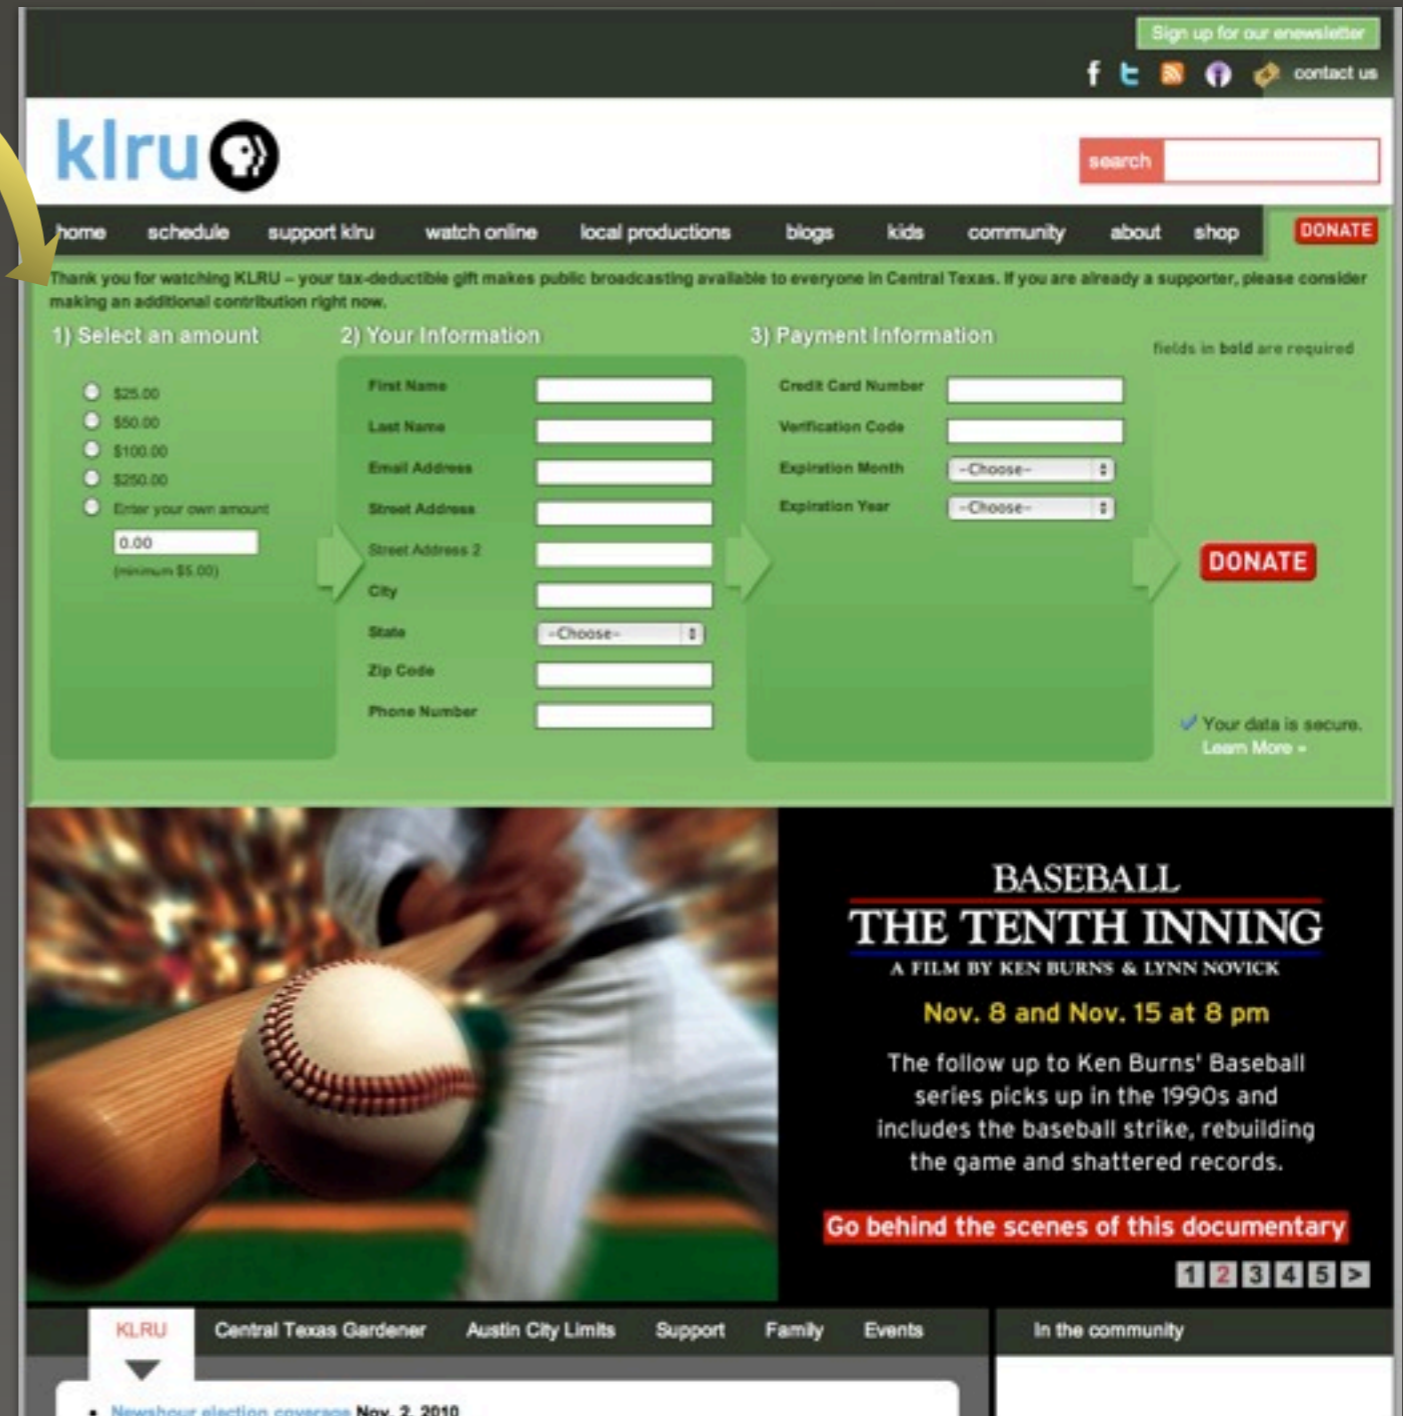 Sign up for our enewsletter
contact us
klru
search
home schedule support klru watch online local productions blogs kids community about shop DONATE
Thank you for watching KLRU – your tax-deductible gift makes public broadcasting available to everyone in Central Texas. If you are already a supporter, please consider
making an additional contribution right now.
1) Select an amount
$25.00
$50.00
$100.00
$250.00
Enter your own amount
0.00
(minimum $5.00)
2) Your Information
First Name
Last Name
Email Address
Street Address
Street Address 2
City
State -Choose-
Zip Code
Phone Number
3) Payment Information
Credit Card Number
Verification Code
Expiration Month -Choose-
Expiration Year -Choose-
fields in bold are required
DONATE
Your data is secure.
Learn More »
BASEBALL
THE TENTH INNING
A FILM BY KEN BURNS & LYNN NOVICK
Nov. 8 and Nov. 15 at 8 pm
The follow up to Ken Burns' Baseball
series picks up in the 1990s and
includes the baseball strike, rebuilding
the game and shattered records.
Go behind the scenes of this documentary
1 2 3 4 5 >
KLRU Central Texas Gardener Austin City Limits Support Family Events In the community
• Newshour election coverage Nov. 2, 2010